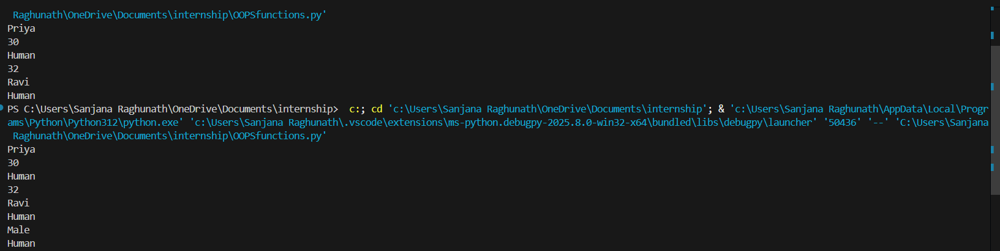 Raghunath\OneDrive\Documents\internship\OOPSfunctions.py'
Priya
30
Human
32
Ravi
Human
PS C:\Users\Sanjana Raghunath\OneDrive\Documents\internship>  c:; cd 'c:\Users\Sanjana Raghunath\OneDrive\Documents\internship'; & 'c:\Users\Sanjana Raghunath\AppData\Local\Progr
ams\Python\Python312\python.exe' 'c:\Users\Sanjana Raghunath\.vscode\extensions\ms-python.debugpy-2025.8.0-win32-x64\bundled\libs\debugpy\launcher' '50436' '--' 'C:\Users\Sanjana
Raghunath\OneDrive\Documents\internship\OOPSfunctions.py'
Priya
30
Human
32
Ravi
Human
Male
Human